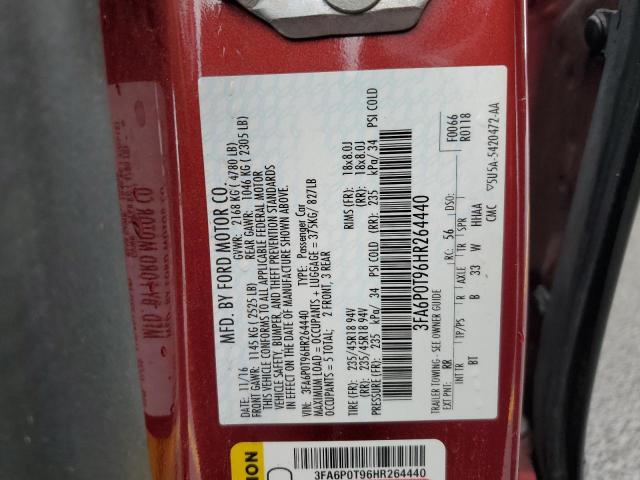 MFD. BY FORD MOTOR CO.
DATE: 11/16 GVWR: 2168 KG ( 4780 LB)
FRONT GAWR: 1145 KG ( 2525 LB) REAR GAWR: 1046 KG ( 2305 LB)
THIS VEHICLE CONFORMS TO ALL APPLICABLE FEDERAL MOTOR
VEHICLE SAFETY, BUMPER, AND THEFT PREVENTION STANDARDS
IN EFFECT ON THE DATE OF MANUFACTURE SHOWN ABOVE.
VIN: 3FA6P0T96HR264440 TYPE: Passenger Car
MAXIMUM LOAD = OCCUPANTS + LUGGAGE = 375KG/ 827LB
OCCUPANTS = 5 TOTAL; 2 FRONT, 3 REAR
TIRE (FR): 235/45R18 94V RIMS (FR): 18x8.0J
(RR): 235/45R18 94V (RR): 18x8.0J
PRESSURE (FR): 235 kPa/ 34 PSI COLD (RR): 235 kPa/ 34 PSI COLD
3FA6P0T96HR264440
F0066
R0118
TRAILER TOWING - SEE OWNER GUIDE
EXT PNT: RR RC: 56 DSO:
INT TR TP/PS R AXLE TR SPR
BT B 33 W HHAA
CMC ▽SU5A-5420472-AA
3FA6P0T96HR264440